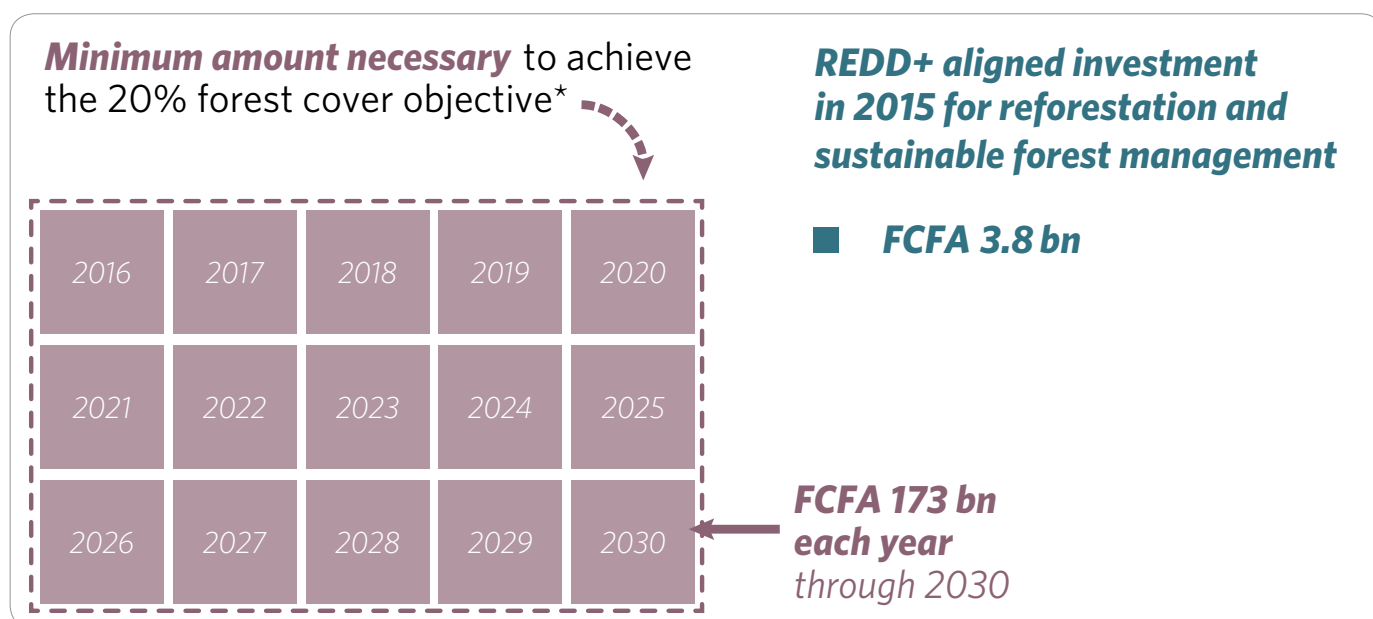 Minimum amount necessary to achieve
the 20% forest cover objective*
REDD+ aligned investment
in 2015 for reforestation and
sustainable forest management
FCFA 3.8 bn
2016 2017 2018 2019 2020
2021 2022 2023 2024 2025
2026 2027 2028 2029 2030
FCFA 173 bn
each year
through 2030